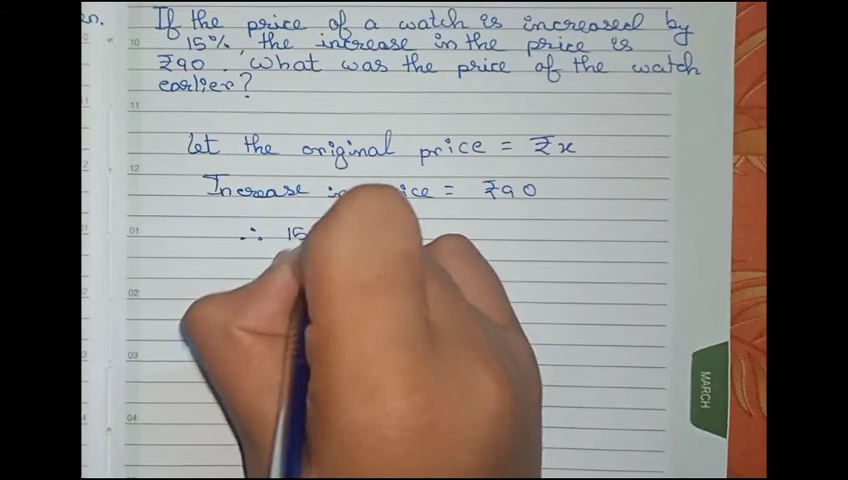 en.
If the price of a watch is increased by
10 15%, the increase in the price is
₹90. What was the price of the watch
earlier?
11
Let the original price = ₹x
12
Increase in price = ₹90
01 ∴ 15
02
03
04
MARCH